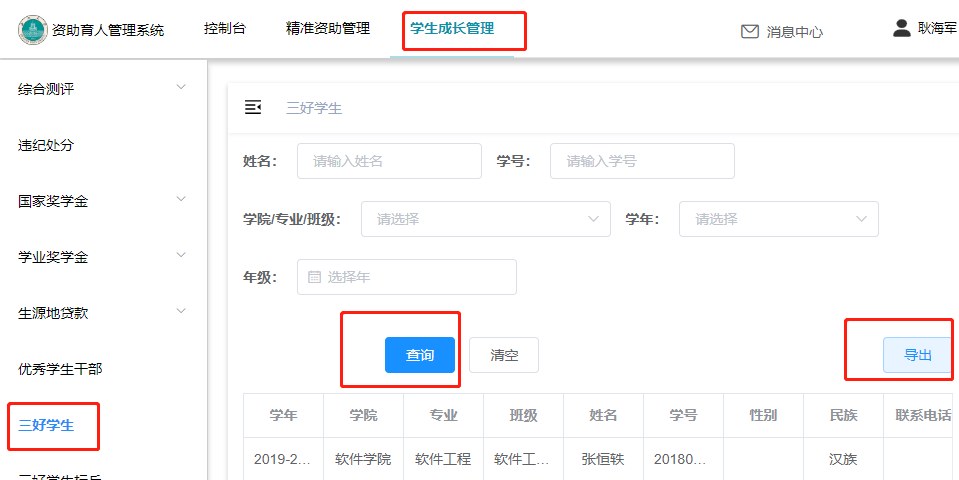 资助育人管理系统 控制台 精准资助管理 学生成长管理 消息中心 耿海军
综合测评
违纪处分
国家奖学金
学业奖学金
生源地贷款
优秀学生干部
三好学生
三好学生标兵
三好学生
姓名： 请输入姓名 学号： 请输入学号
学院/专业/班级： 请选择 学年： 请选择
年级： 选择年
查询 清空 导出
学年 学院 专业 班级 姓名 学号 性别 民族 联系电话
2019-2... 软件学院 软件工程 软件工... 张恒轶 20180... 汉族